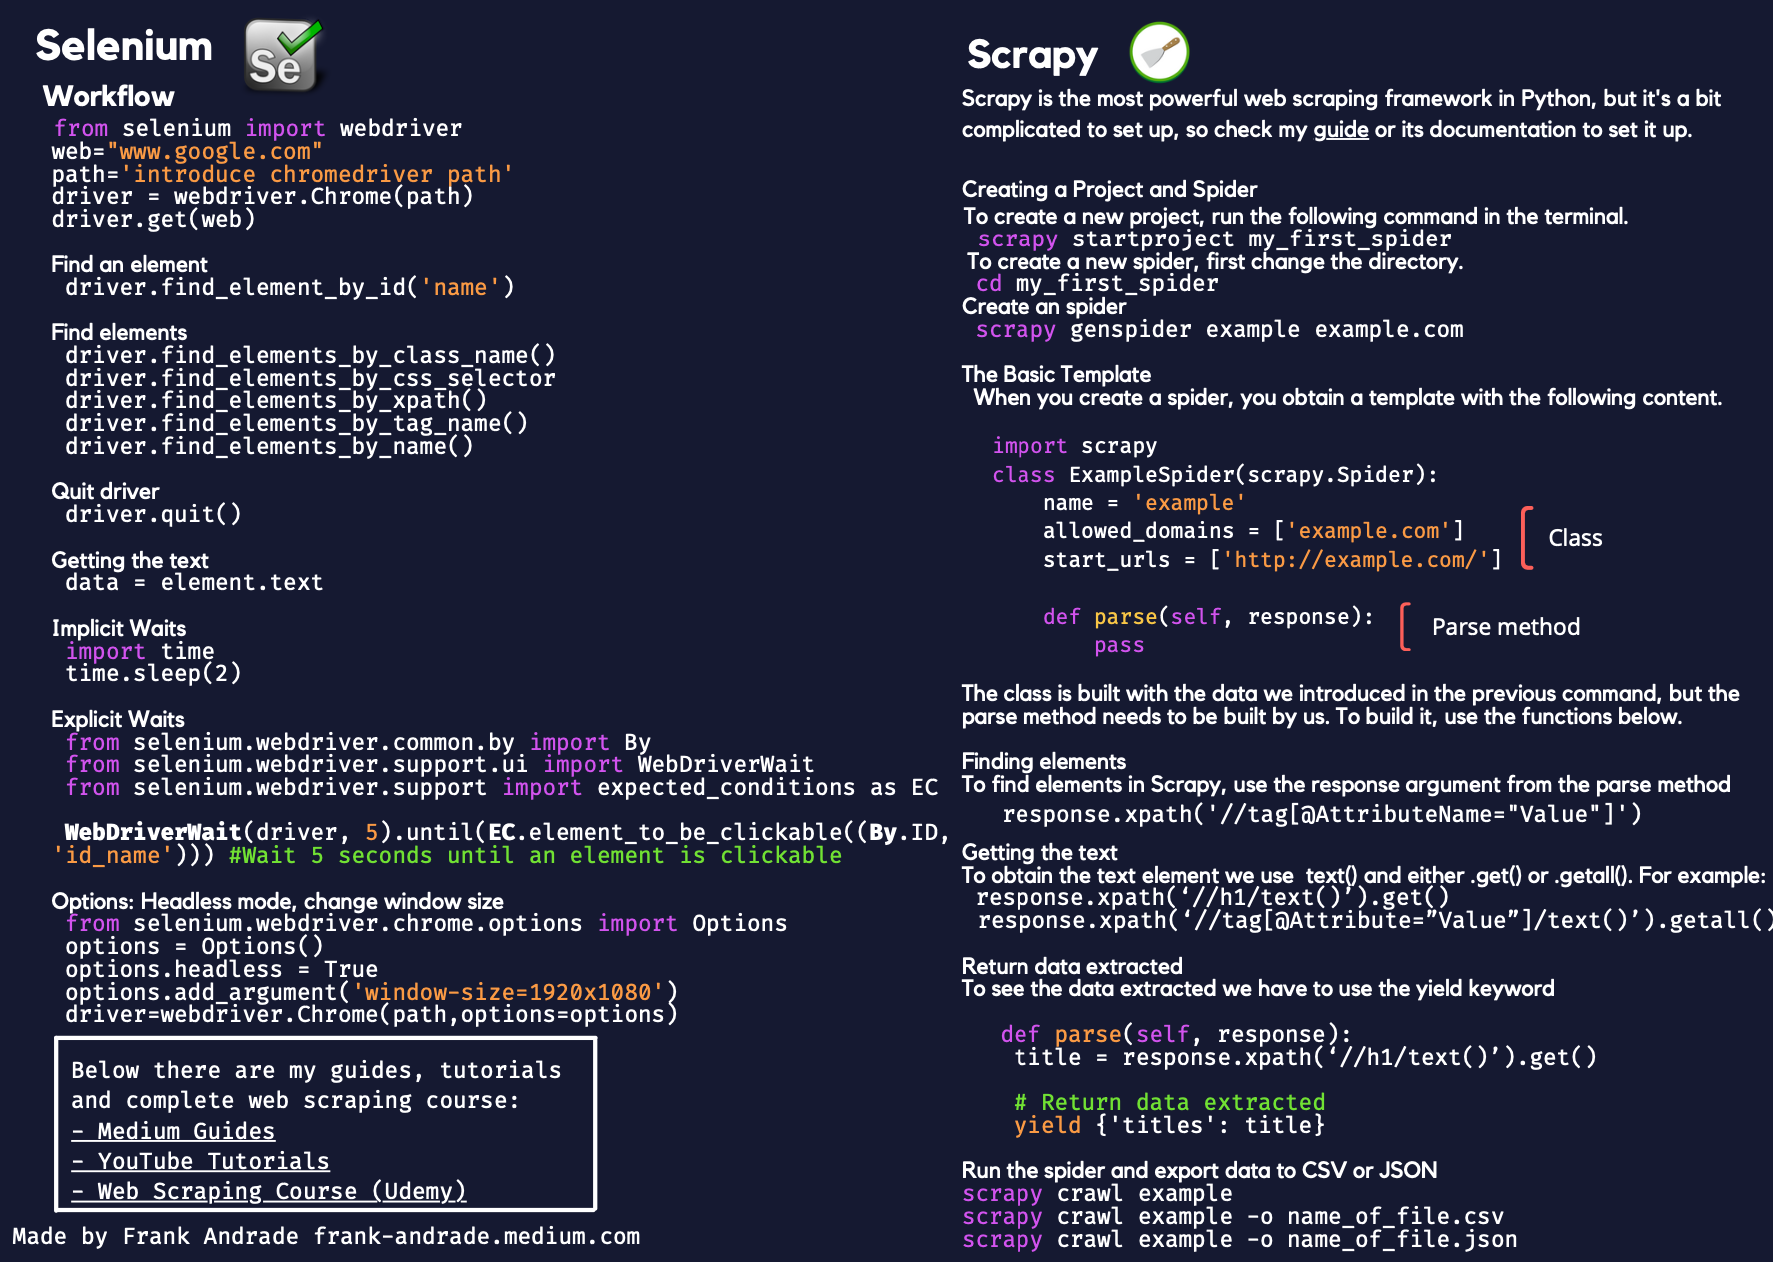 Selenium
Se
Workflow
from selenium import webdriver
web="www.google.com"
path='introduce chromedriver path'
driver = webdriver.Chrome(path)
driver.get(web)
Find an element
driver.find_element_by_id('name')
Find elements
driver.find_elements_by_class_name()
driver.find_elements_by_css_selector
driver.find_elements_by_xpath()
driver.find_elements_by_tag_name()
driver.find_elements_by_name()
Quit driver
driver.quit()
Getting the text
data = element.text
Implicit Waits
import time
time.sleep(2)
Explicit Waits
from selenium.webdriver.common.by import By
from selenium.webdriver.support.ui import WebDriverWait
from selenium.webdriver.support import expected_conditions as EC
WebDriverWait(driver, 5).until(EC.element_to_be_clickable((By.ID,
'id_name'))) #Wait 5 seconds until an element is clickable
Options: Headless mode, change window size
from selenium.webdriver.chrome.options import Options
options = Options()
options.headless = True
options.add_argument('window-size=1920x1080')
driver=webdriver.Chrome(path,options=options)
Below there are my guides, tutorials
and complete web scraping course:
- Medium Guides
- YouTube Tutorials
- Web Scraping Course (Udemy)
Made by Frank Andrade frank-andrade.medium.com
Scrapy
Scrapy is the most powerful web scraping framework in Python, but it's a bit
complicated to set up, so check my guide or its documentation to set it up.
Creating a Project and Spider
To create a new project, run the following command in the terminal.
scrapy startproject my_first_spider
To create a new spider, first change the directory.
cd my_first_spider
Create an spider
scrapy genspider example example.com
The Basic Template
When you create a spider, you obtain a template with the following content.
import scrapy
class ExampleSpider(scrapy.Spider):
name = 'example'
allowed_domains = ['example.com']
start_urls = ['http://example.com/']
Class
def parse(self, response):
pass
Parse method
The class is built with the data we introduced in the previous command, but the
parse method needs to be built by us. To build it, use the functions below.
Finding elements
To find elements in Scrapy, use the response argument from the parse method
response.xpath('//tag[@AttributeName="Value"]')
Getting the text
To obtain the text element we use  text() and either .get() or .getall(). For example:
response.xpath(‘//h1/text()’).get()
response.xpath(‘//tag[@Attribute=”Value”]/text()’).getall()
Return data extracted
To see the data extracted we have to use the yield keyword
def parse(self, response):
title = response.xpath(‘//h1/text()’).get()
# Return data extracted
yield {'titles': title}
Run the spider and export data to CSV or JSON
scrapy crawl example
scrapy crawl example -o name_of_file.csv
scrapy crawl example -o name_of_file.json